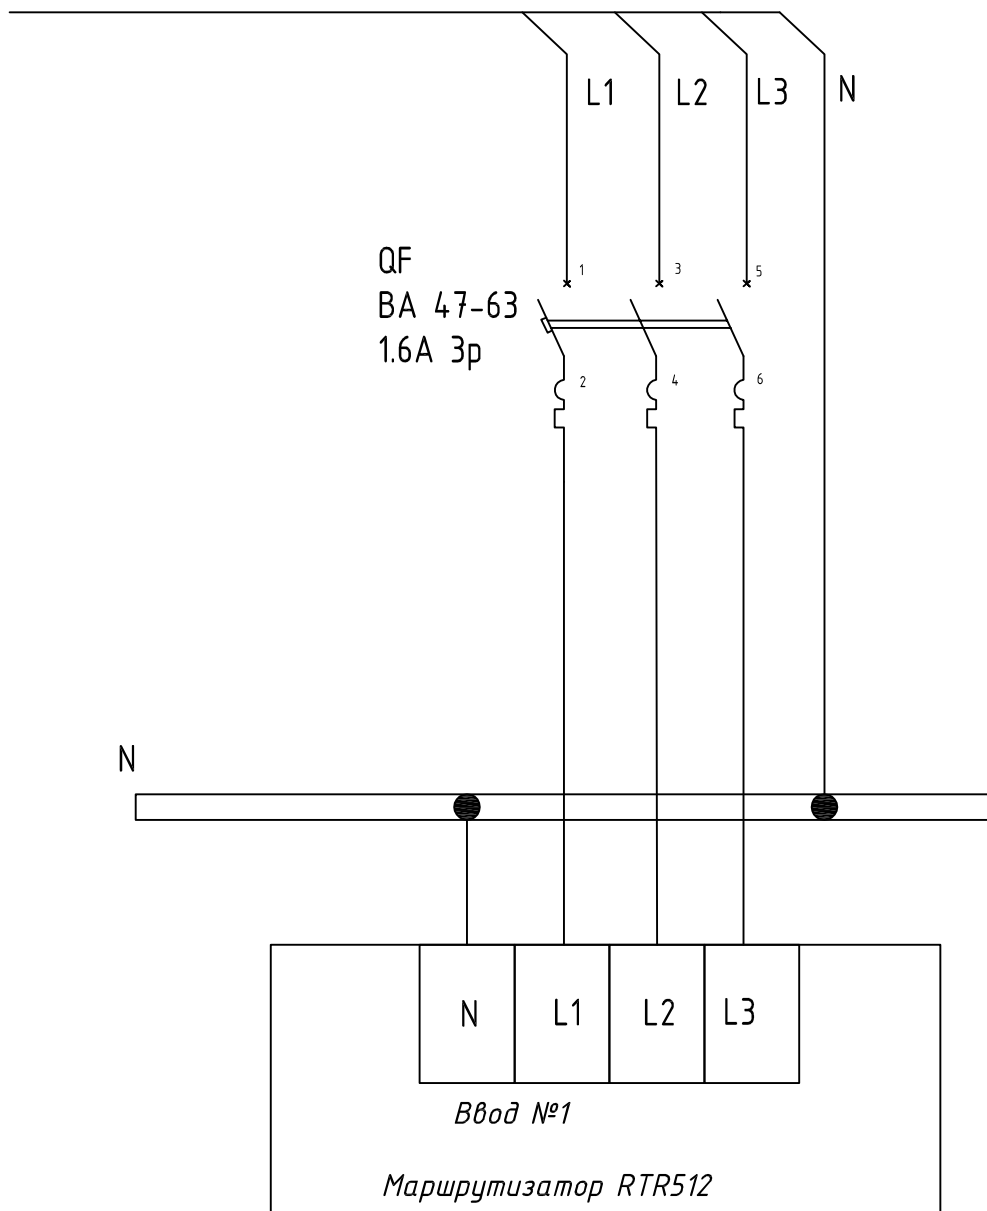 L1
L2
L3
N
QF
ВА 47-63
1.6А 3р
1
3
5
2
4
6
N
N
L1
L2
L3
Ввод №1
Маршрутизатор RTR512